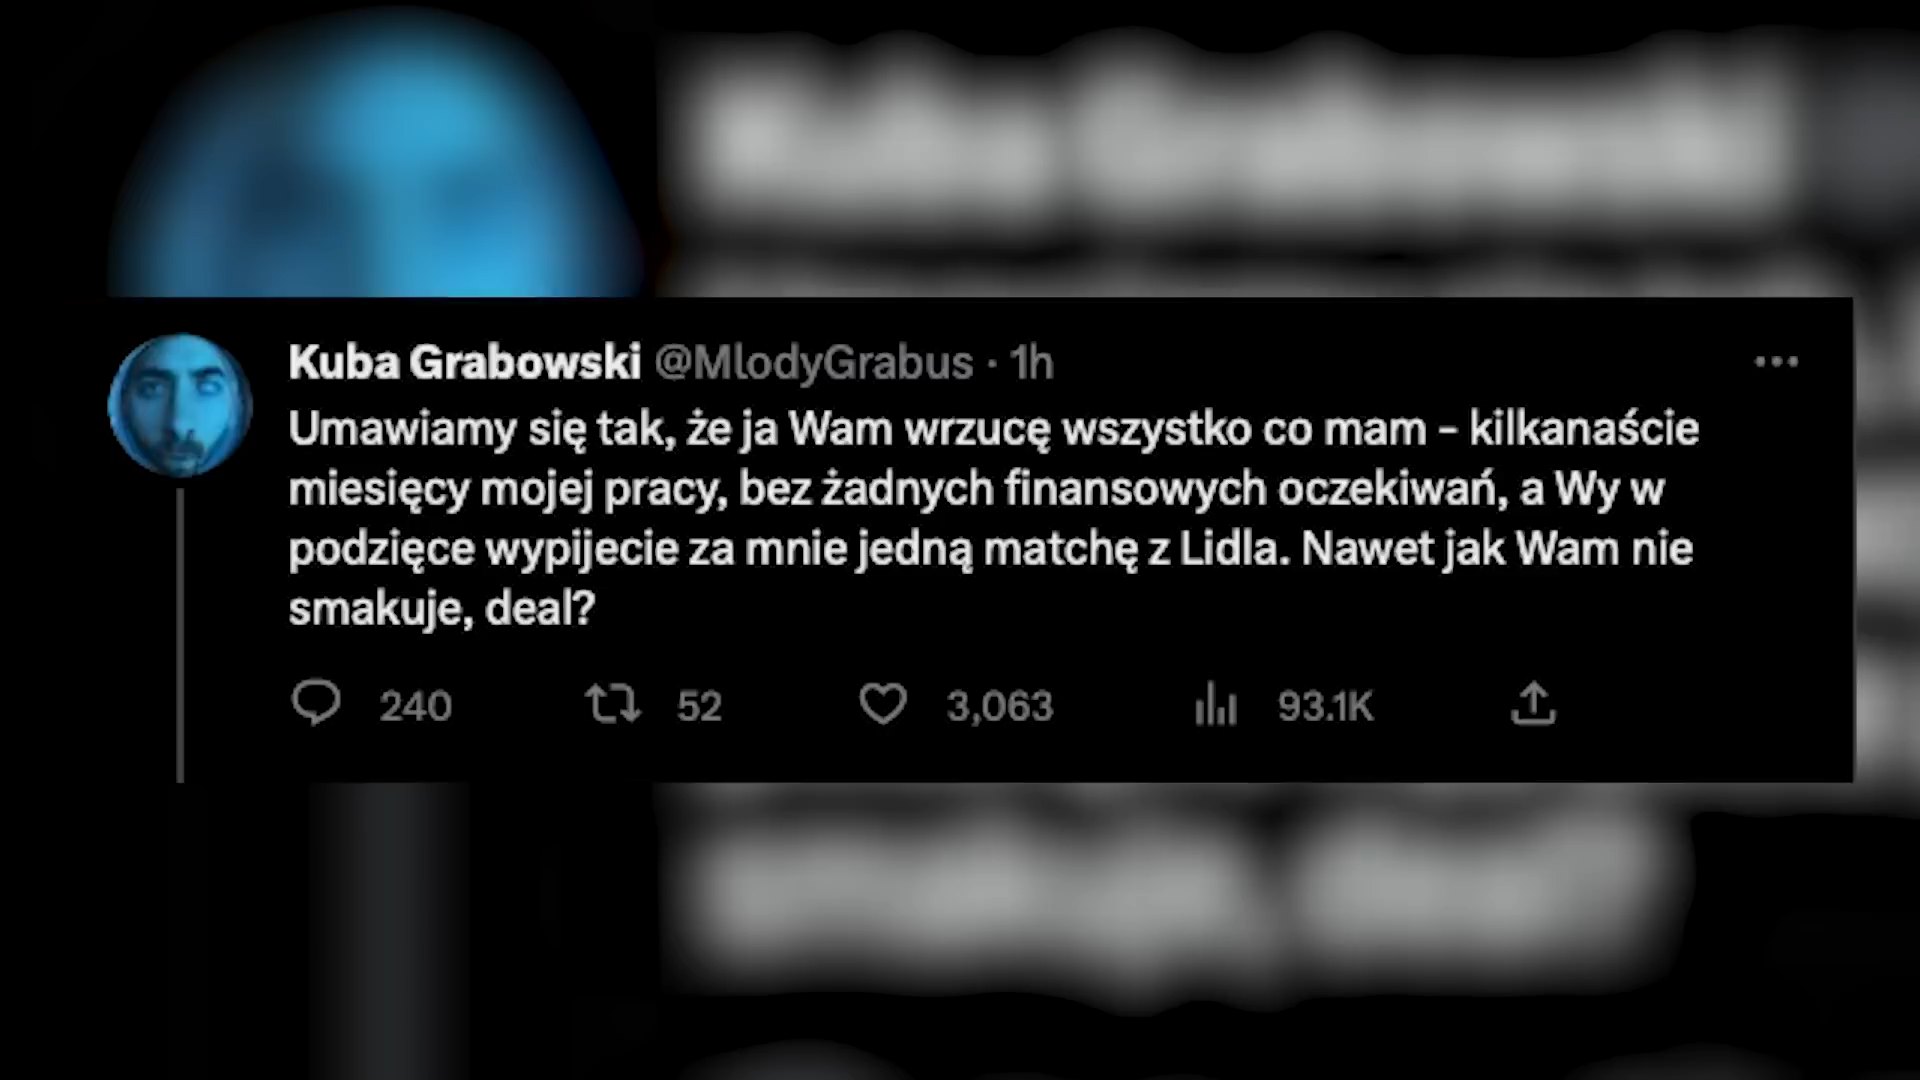 Kuba Grabowski @MlodyGrabus · 1h
Umawiamy się tak, że ja Wam wrzucę wszystko co mam – kilkanaście
miesięcy mojej pracy, bez żadnych finansowych oczekiwań, a Wy w
podzięce wypijecie za mnie jedną matchę z Lidla. Nawet jak Wam nie
smakuje, deal?
240 52 3,063 93.1K